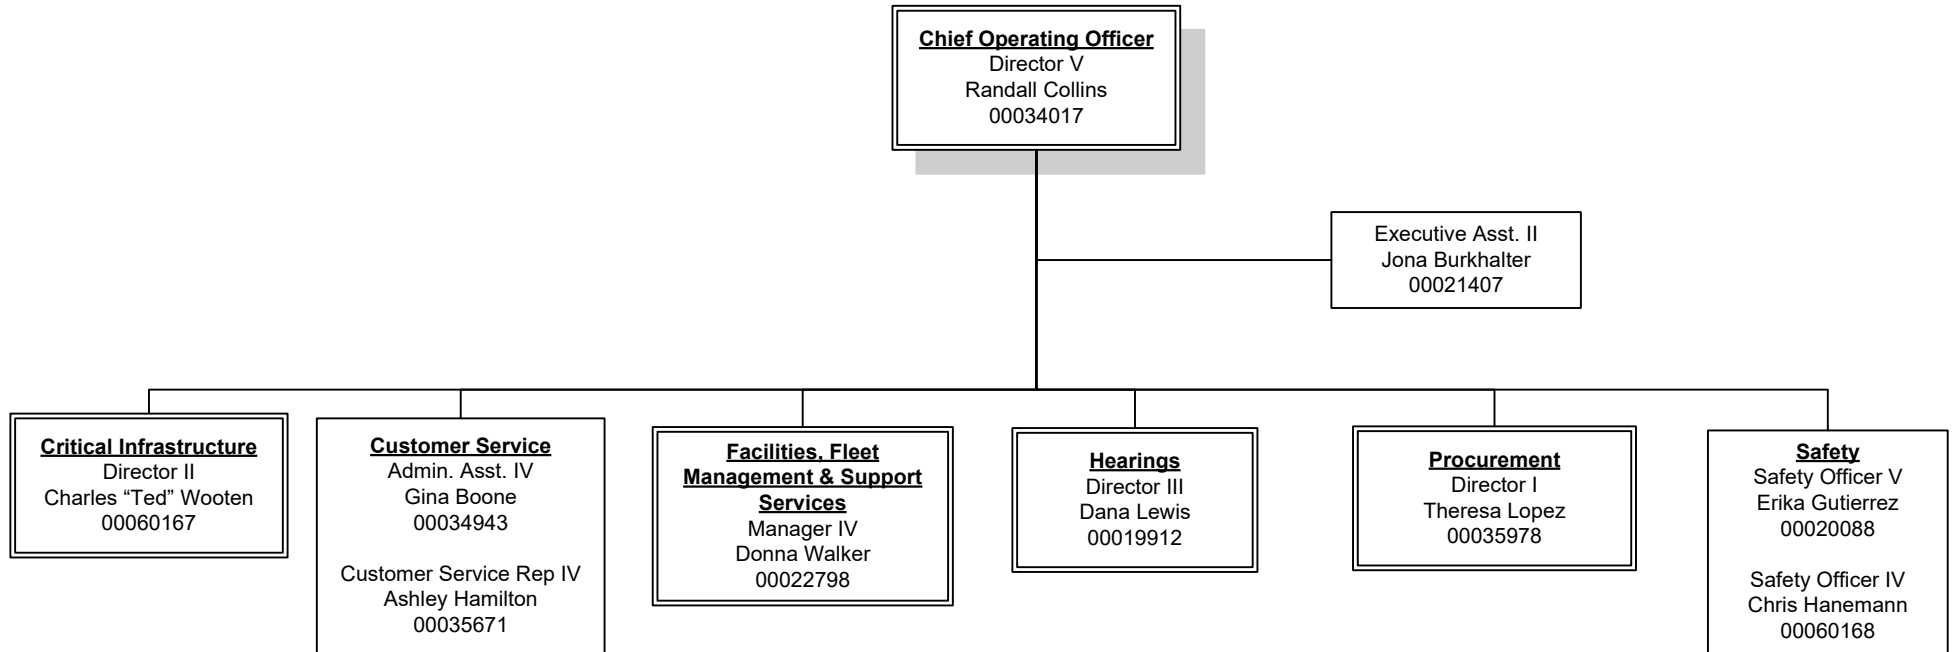 Chief Operating Officer
Director V
Randall Collins
00034017
Executive Asst. II
Jona Burkhalter
00021407
Critical Infrastructure
Director II
Charles “Ted” Wooten
00060167
Customer Service
Admin. Asst. IV
Gina Boone
00034943
Customer Service Rep IV
Ashley Hamilton
00035671
Facilities, Fleet
Management & Support
Services
Manager IV
Donna Walker
00022798
Hearings
Director III
Dana Lewis
00019912
Procurement
Director I
Theresa Lopez
00035978
Safety
Safety Officer V
Erika Gutierrez
00020088
Safety Officer IV
Chris Hanemann
00060168